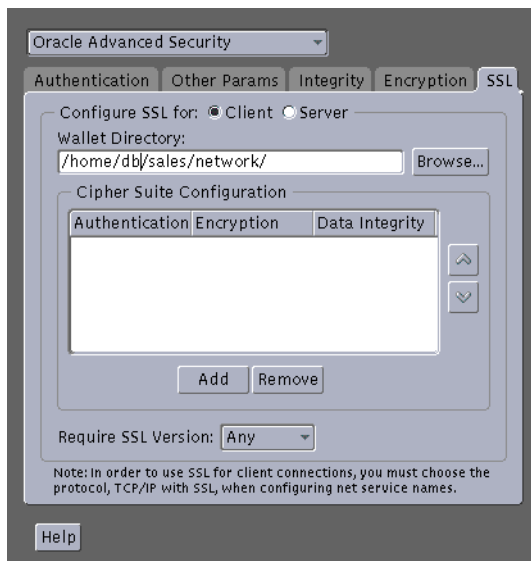 Oracle Advanced Security
Authentication Other Params Integrity Encryption SSL
Configure SSL for: Client Server
Wallet Directory:
/home/db/sales/network/ Browse...
Cipher Suite Configuration
Authentication Encryption Data Integrity
Add Remove
Require SSL Version: Any
Note: In order to use SSL for client connections, you must choose the
protocol, TCP/IP with SSL, when configuring net service names.
Help